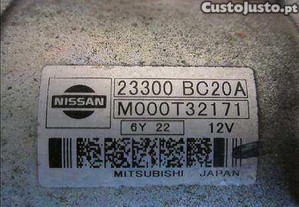 CustoJusto.pt
NISSAN
23300 BC20A
M000T32171
6Y 22 12V
MITSUBISHI JAPAN